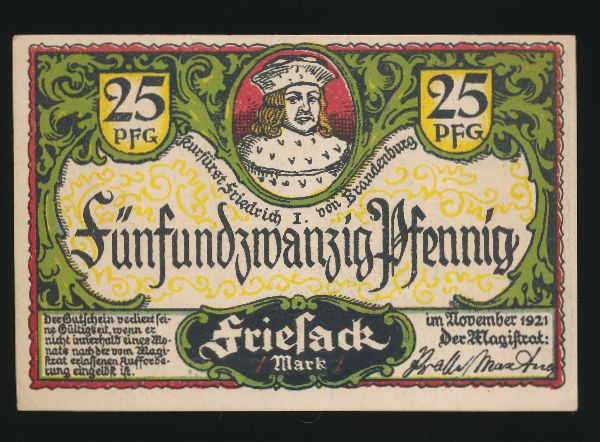 25
PFG
25
PFG
Kurfürst Friedrich I. von Brandenburg
Fünfundzwanzig Pfennig
Der Gutschein verliert sei-
ne Gültigkeit, wenn er
nicht innerhalb eines Mo-
nats nach der vom Magi-
strat erlassenen Aufforde-
rung eingelöst ist.
Friesack
/ Mark /
im November 1921
Der Magistrat: